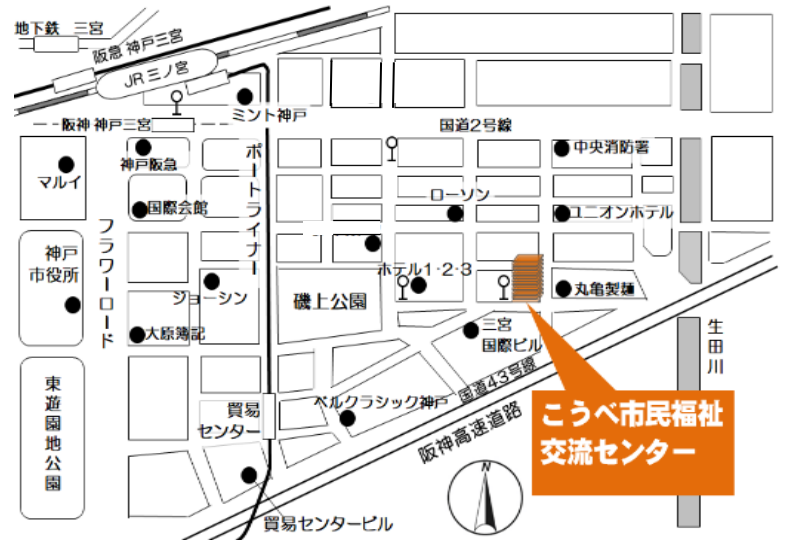 地下鉄 三宮
阪急 神戸三宮
JR 三ノ宮
ミント神戸
阪神 神戸三宮
国道2号線
中央消防署
神戸阪急
マルイ
ポートライナー
国際会館
ローソン
ユニオンホテル
フラワーロード
神戸
市役所
ホテル1・2・3
ジョーシン
磯上公園
丸亀製麺
大原簿記
三宮
国際ビル
生田川
国道43号線
東遊園地公園
貿易
センター
ベルクラシック神戸
阪神高速道路
こうべ市民福祉
交流センター
N
貿易センタービル